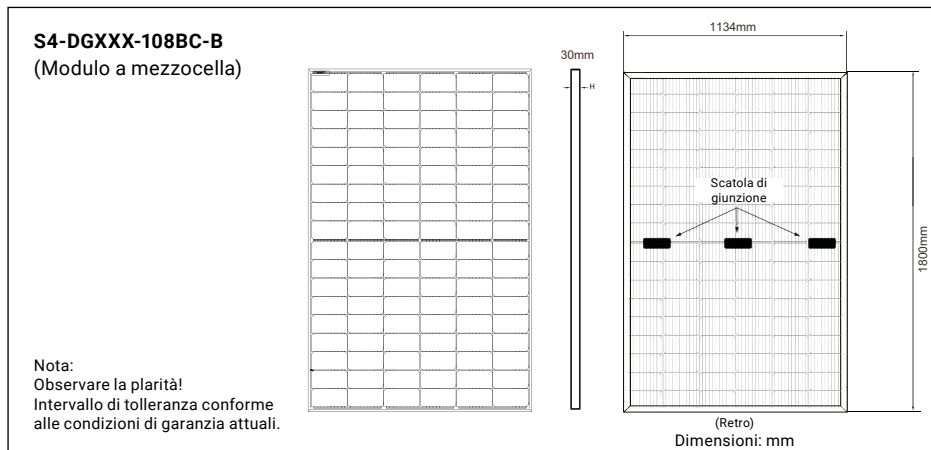 S4-DGXXX-108BC-B
(Modulo a mezzocella)
30mm
H
1134mm
Scatola di
giunzione
1800mm
Nota:
Observare la plarità!
Intervallo di tolleranza conforme
alle condizioni di garanzia attuali.
(Retro)
Dimensioni: mm